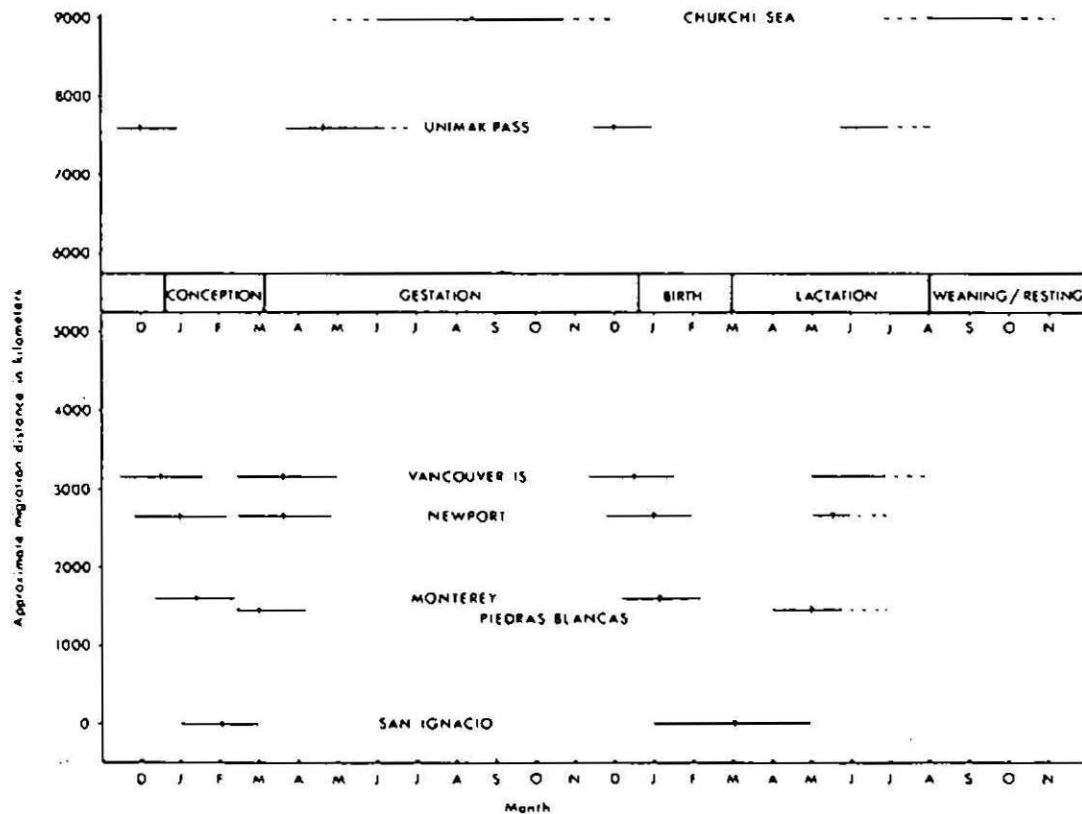 9000
CHUKCHI SEA
8000
UNIMAK PASS
7000
6000
CONCEPTION GESTATION BIRTH LACTATION WEANING/RESTING
D J F M A M J J A S O N D J F M A M J J A S O N
5000
4000
VANCOUVER IS
3000
NEWPORT
2000
MONTEREY
PIEDRAS BLANCAS
1000
SAN IGNACIO
0
D J F M A M J J A S O N D J F M A M J J A S O N
Month
Approximate migration distance in kilometers